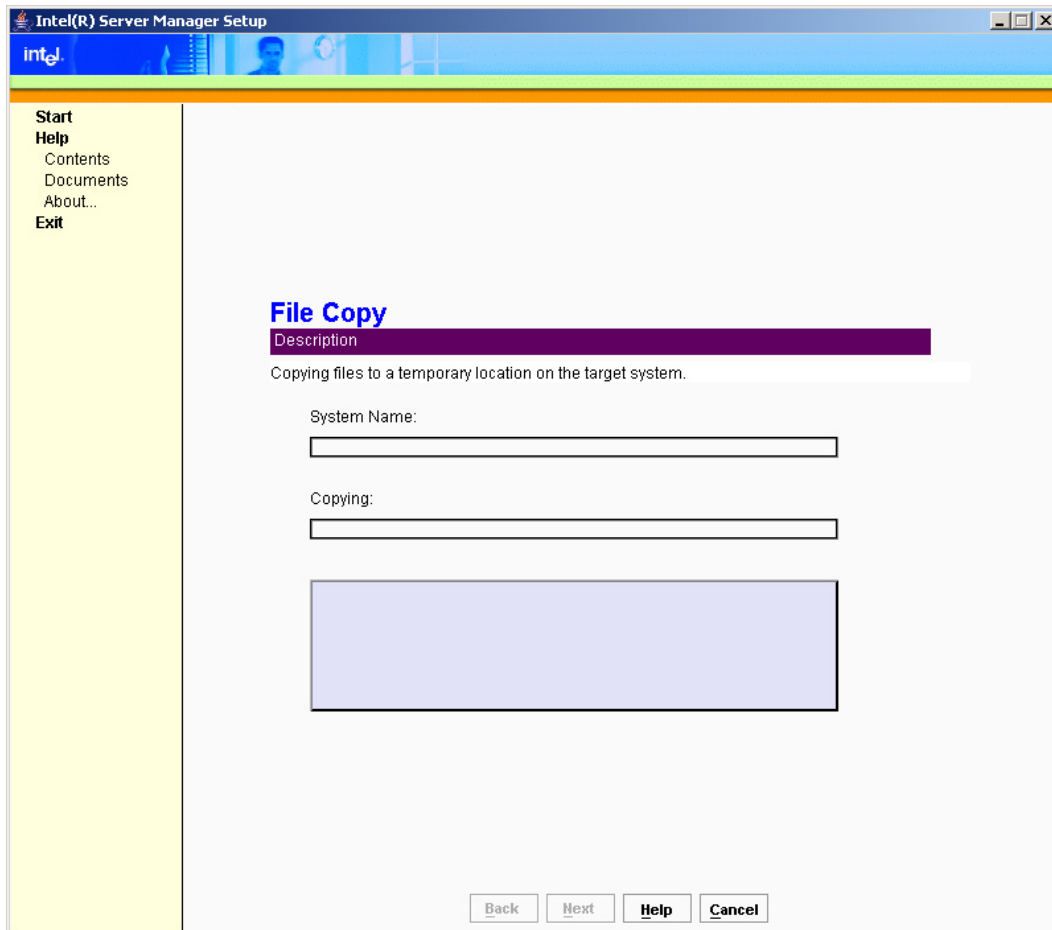 Intel(R) Server Manager Setup
intel.
Start
Help
Contents
Documents
About...
Exit
File Copy
Description
Copying files to a temporary location on the target system.
System Name:
Copying:
Back Next Help Cancel